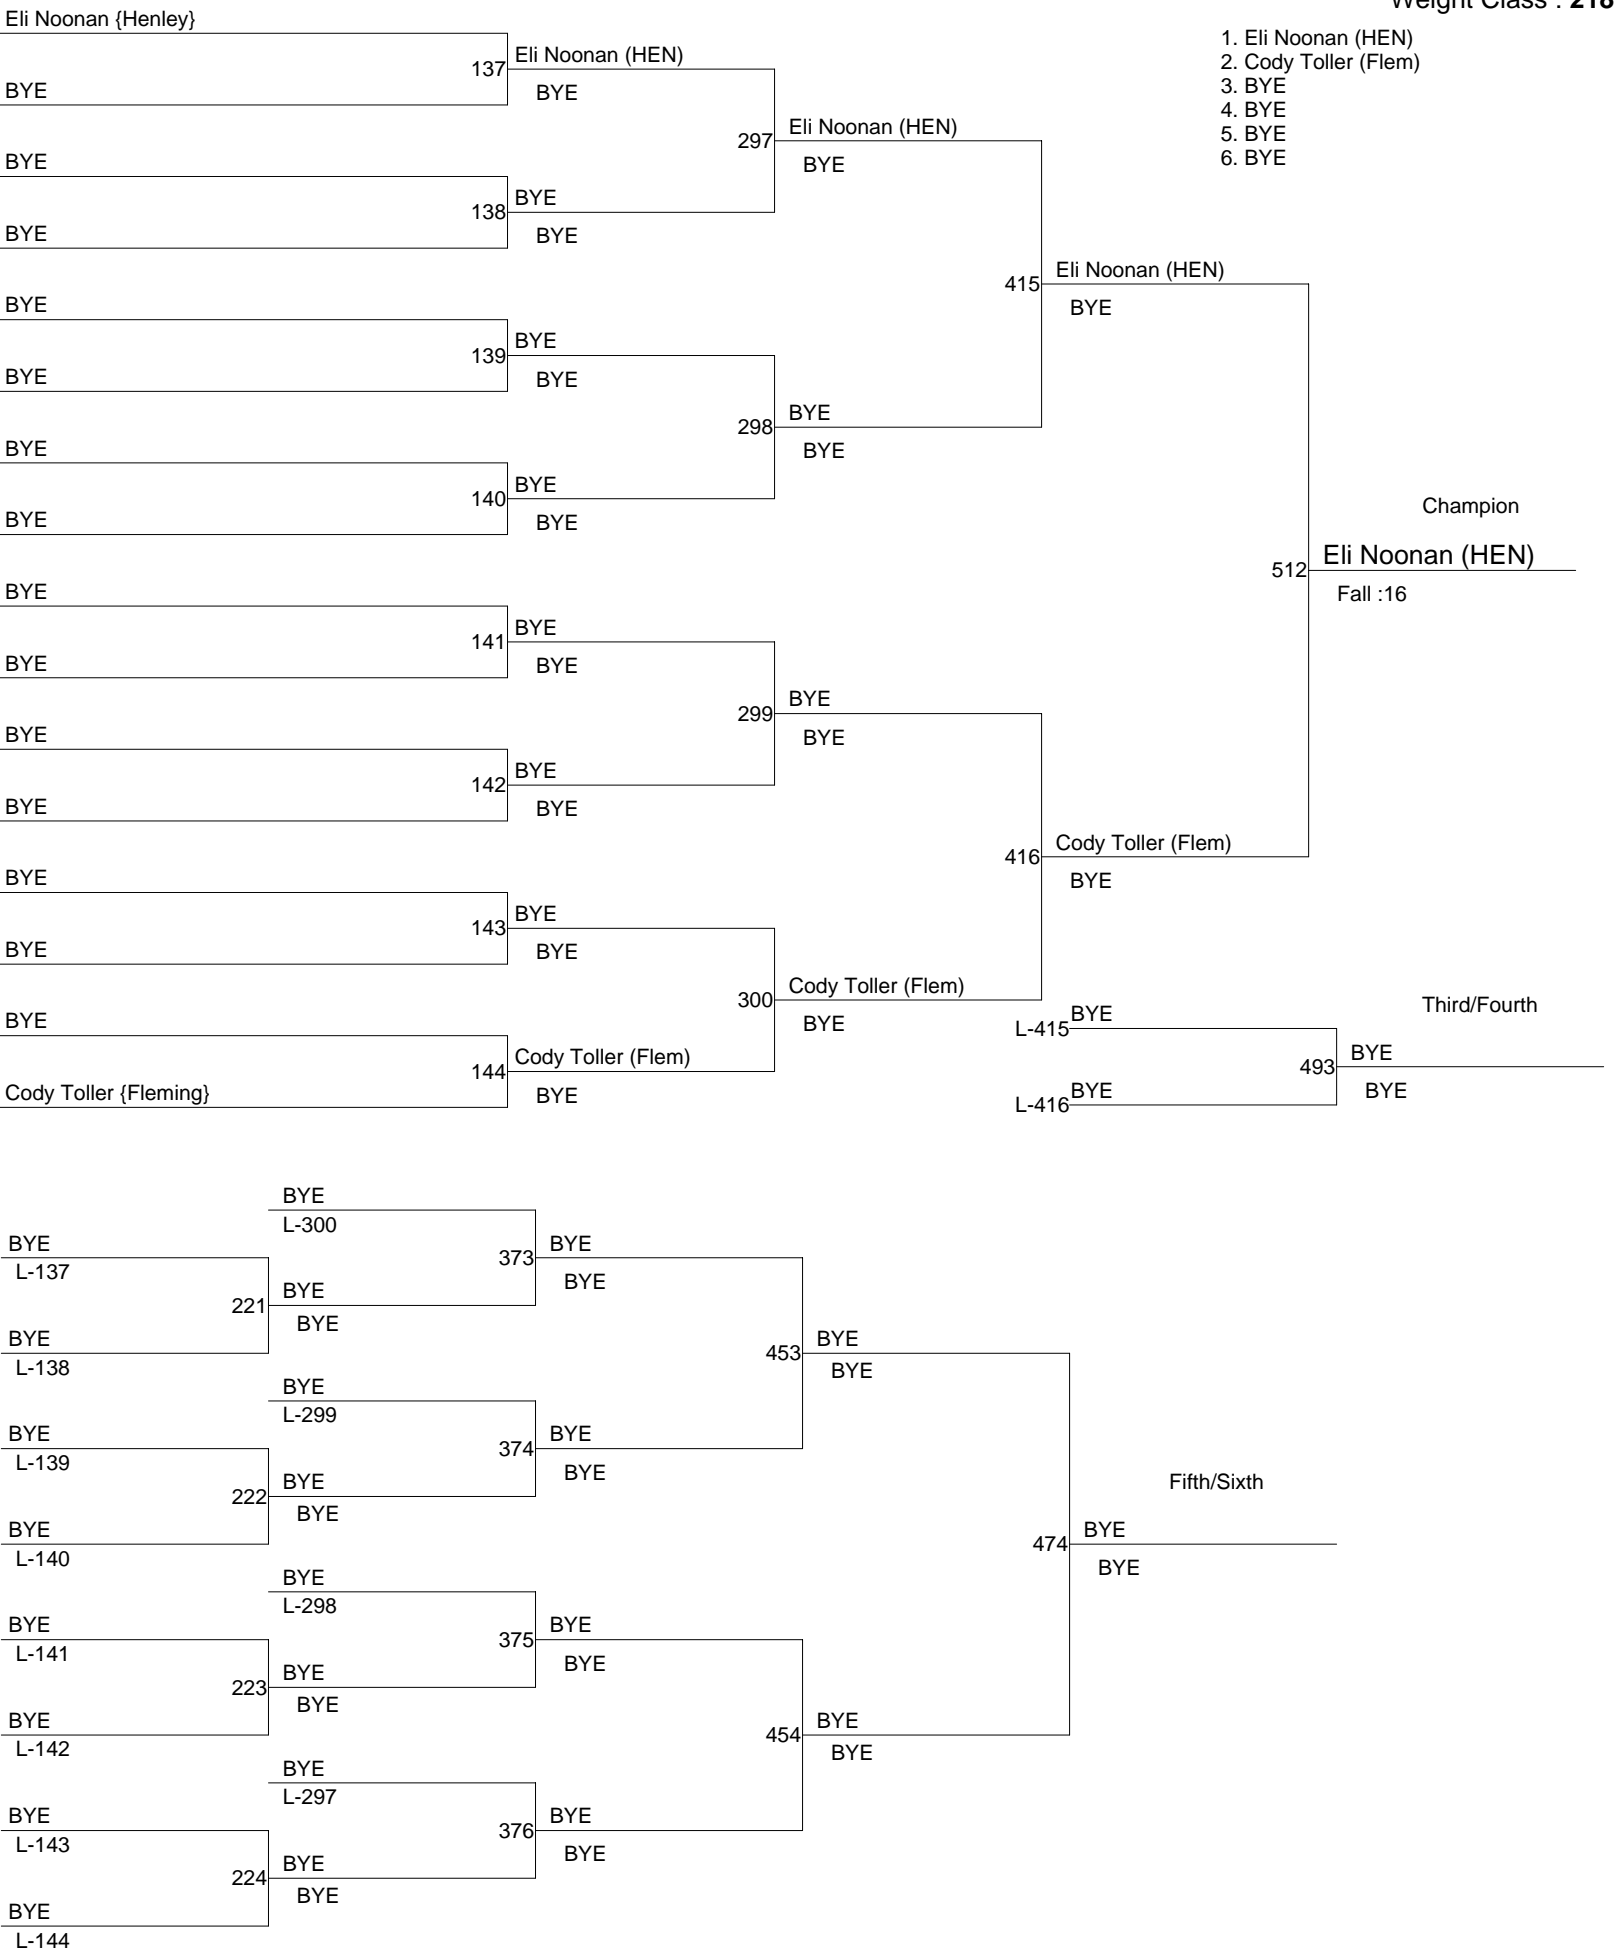 Weight Class : 218
Eli Noonan {Henley}
1. Eli Noonan (HEN)
2. Cody Toller (Flem)
3. BYE
4. BYE
5. BYE
6. BYE
137
Eli Noonan (HEN)
BYE
BYE
297
Eli Noonan (HEN)
BYE
BYE
138
BYE
BYE
BYE
415
Eli Noonan (HEN)
BYE
BYE
139
BYE
BYE
BYE
298
BYE
BYE
BYE
140
BYE
BYE
BYE
Champion
512
Eli Noonan (HEN)
Fall :16
BYE
141
BYE
BYE
BYE
299
BYE
BYE
BYE
142
BYE
BYE
BYE
416
Cody Toller (Flem)
BYE
BYE
143
BYE
BYE
BYE
300
Cody Toller (Flem)
BYE
BYE
144
Cody Toller (Flem)
BYE
Cody Toller {Fleming}
Third/Fourth
L-415
BYE
493
BYE
BYE
L-416
BYE
BYE
L-300
BYE
L-137
373
BYE
BYE
221
BYE
BYE
BYE
L-138
453
BYE
BYE
BYE
L-299
BYE
L-139
374
BYE
BYE
222
BYE
BYE
BYE
L-140
Fifth/Sixth
474
BYE
BYE
BYE
L-298
BYE
L-141
375
BYE
BYE
223
BYE
BYE
BYE
L-142
454
BYE
BYE
BYE
L-297
BYE
L-143
376
BYE
BYE
224
BYE
BYE
BYE
L-144